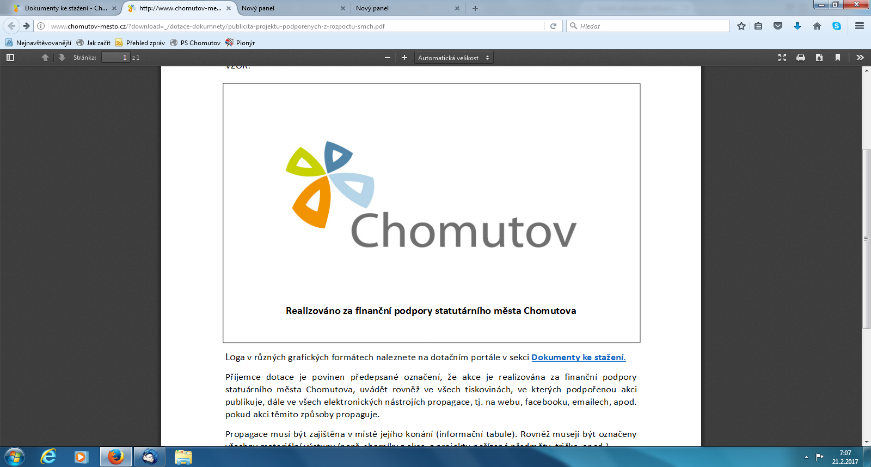 Dokumenty ke stažení - Ch...
http://www.chomutov-me...
Nový panel
Nový panel
www.chomutov-mesto.cz/?download=_/dotace-dokumnety/publicita-projektu-podporenych-z-rozpoctu-smch.pdf
Hledat
Nejnavštěvovanější
Jak začít
Přehled zpráv
PS Chomutov
Pionjr
Stránka:
1
z 1
Automatická velikost
VZOR:
Chomutov
Realizováno za finanční podpory statutárního města Chomutova
Loga v různých grafických formátech naleznete na dotačním portále v sekci Dokumenty ke stažení.
Příjemce dotace je povinen předepsané označení, že akce je realizována za finanční podpory
statuárního města Chomutova, uvádět rovněž ve všech tiskovinách, ve kterých podpořenou akci
publikuje, dále ve všech elektronických nástrojích propagace, tj. na webu, facebooku, emailech, apod.
pokud akci těmito způsoby propaguje.
Propagace musí být zajištěna v místě jejího konání (informační tabule). Rovněž musejí být označeny
7:07
21.2.2017